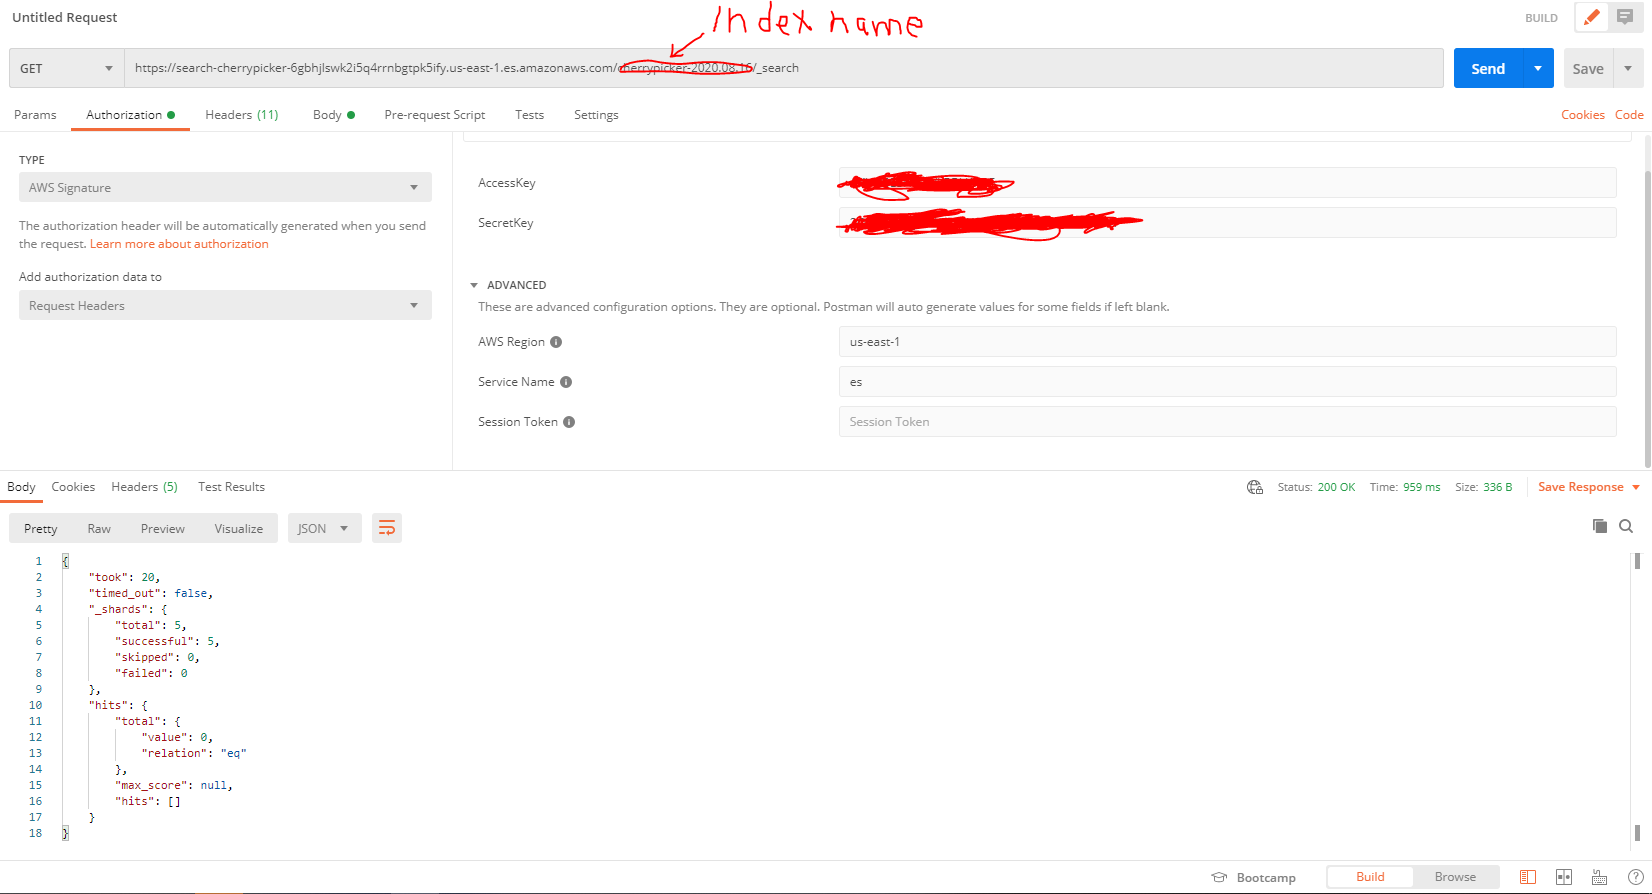 Untitled Request
Index name
BUILD
GET
https://search-cherrypicker-6gbhjlswk2i5q4rrnbgtpk5ify.us-east-1.es.amazonaws.com/cherrypicker-2020.08.16/_search
Send
Save
Params Authorization Headers (11) Body Pre-request Script Tests Settings
Cookies Code
TYPE
AWS Signature
The authorization header will be automatically generated when you send
the request. Learn more about authorization
Add authorization data to
Request Headers
AccessKey
SecretKey
ADVANCED
These are advanced configuration options. They are optional. Postman will auto generate values for some fields if left blank.
AWS Region
us-east-1
Service Name
es
Session Token
Session Token
Body Cookies Headers (5) Test Results
Status: 200 OK Time: 959 ms Size: 336 B Save Response
Pretty Raw Preview Visualize JSON
1 {
2 "took": 20,
3 "timed_out": false,
4 "_shards": {
5 "total": 5,
6 "successful": 5,
7 "skipped": 0,
8 "failed": 0
9 },
10 "hits": {
11 "total": {
12 "value": 0,
13 "relation": "eq"
14 },
15 "max_score": null,
16 "hits": []
17 }
18 }
Bootcamp Build Browse